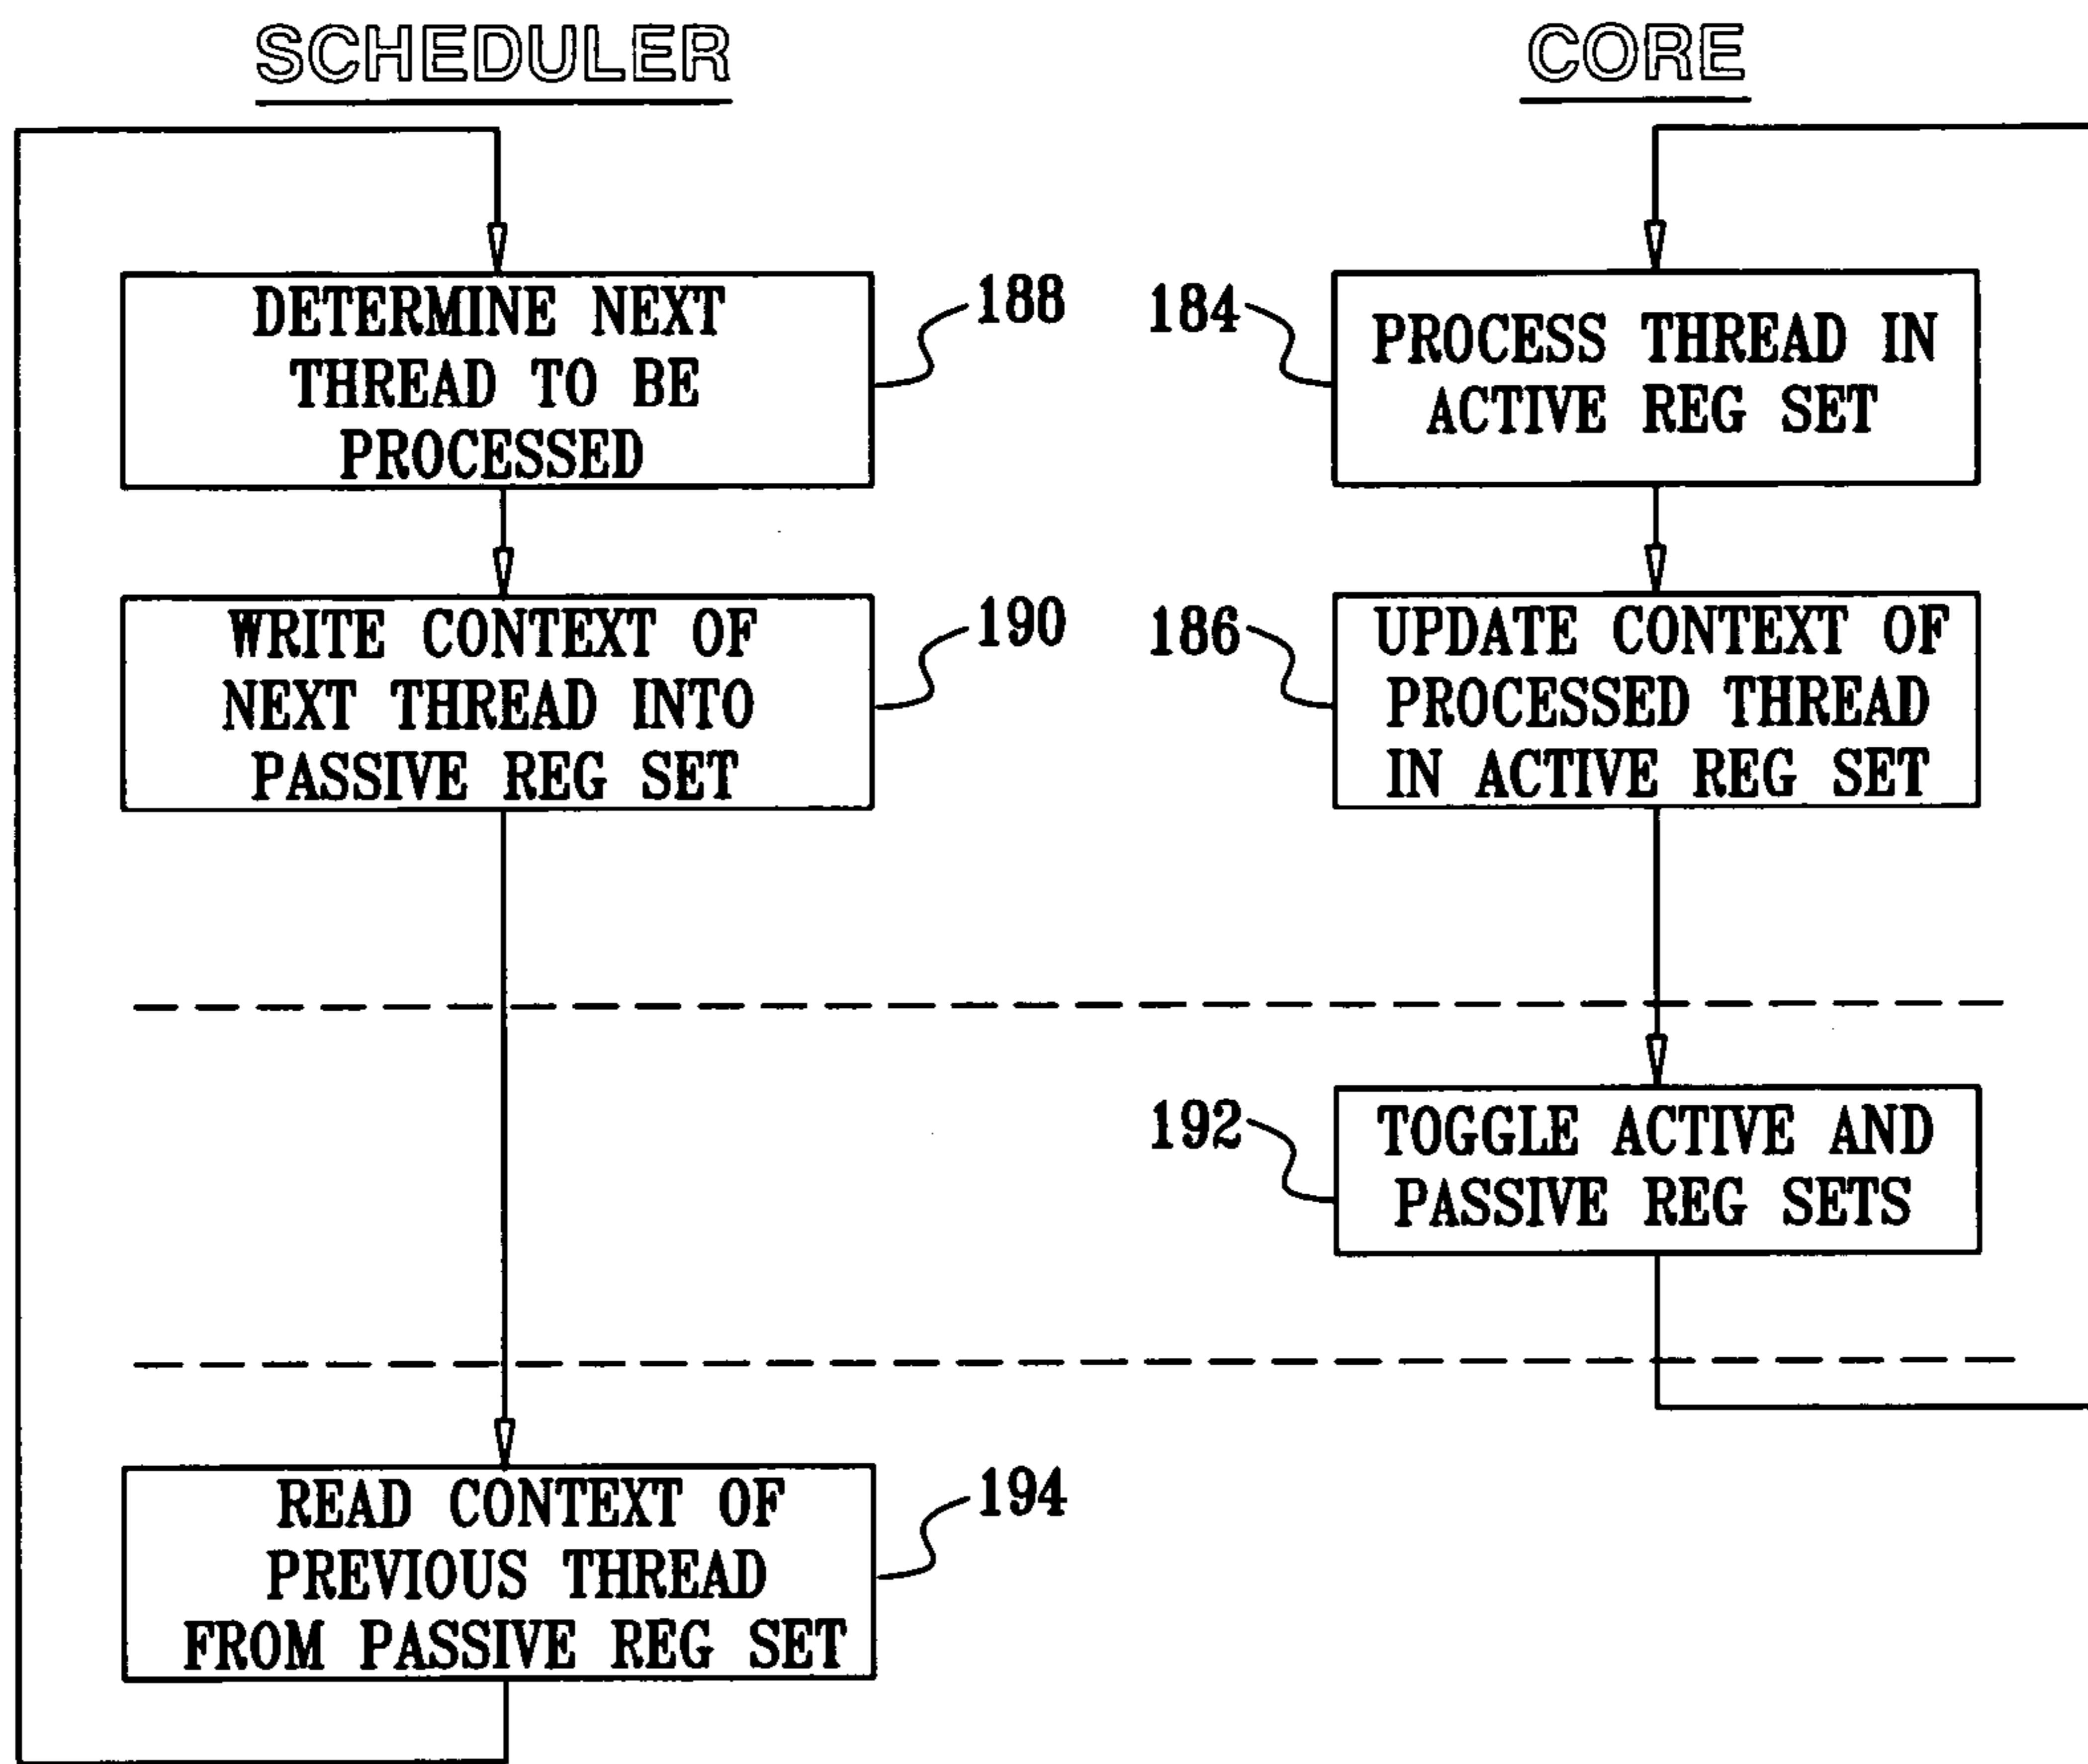 SCHEDULER
DETERMINE NEXT
THREAD TO BE
PROCESSED
188
WRITE CONTEXT OF
NEXT THREAD INTO
PASSIVE REG SET
190
READ CONTEXT OF
PREVIOUS THREAD
FROM PASSIVE REG SET
194
CORE
184
PROCESS THREAD IN
ACTIVE REG SET
186
UPDATE CONTEXT OF
PROCESSED THREAD
IN ACTIVE REG SET
192
TOGGLE ACTIVE AND
PASSIVE REG SETS